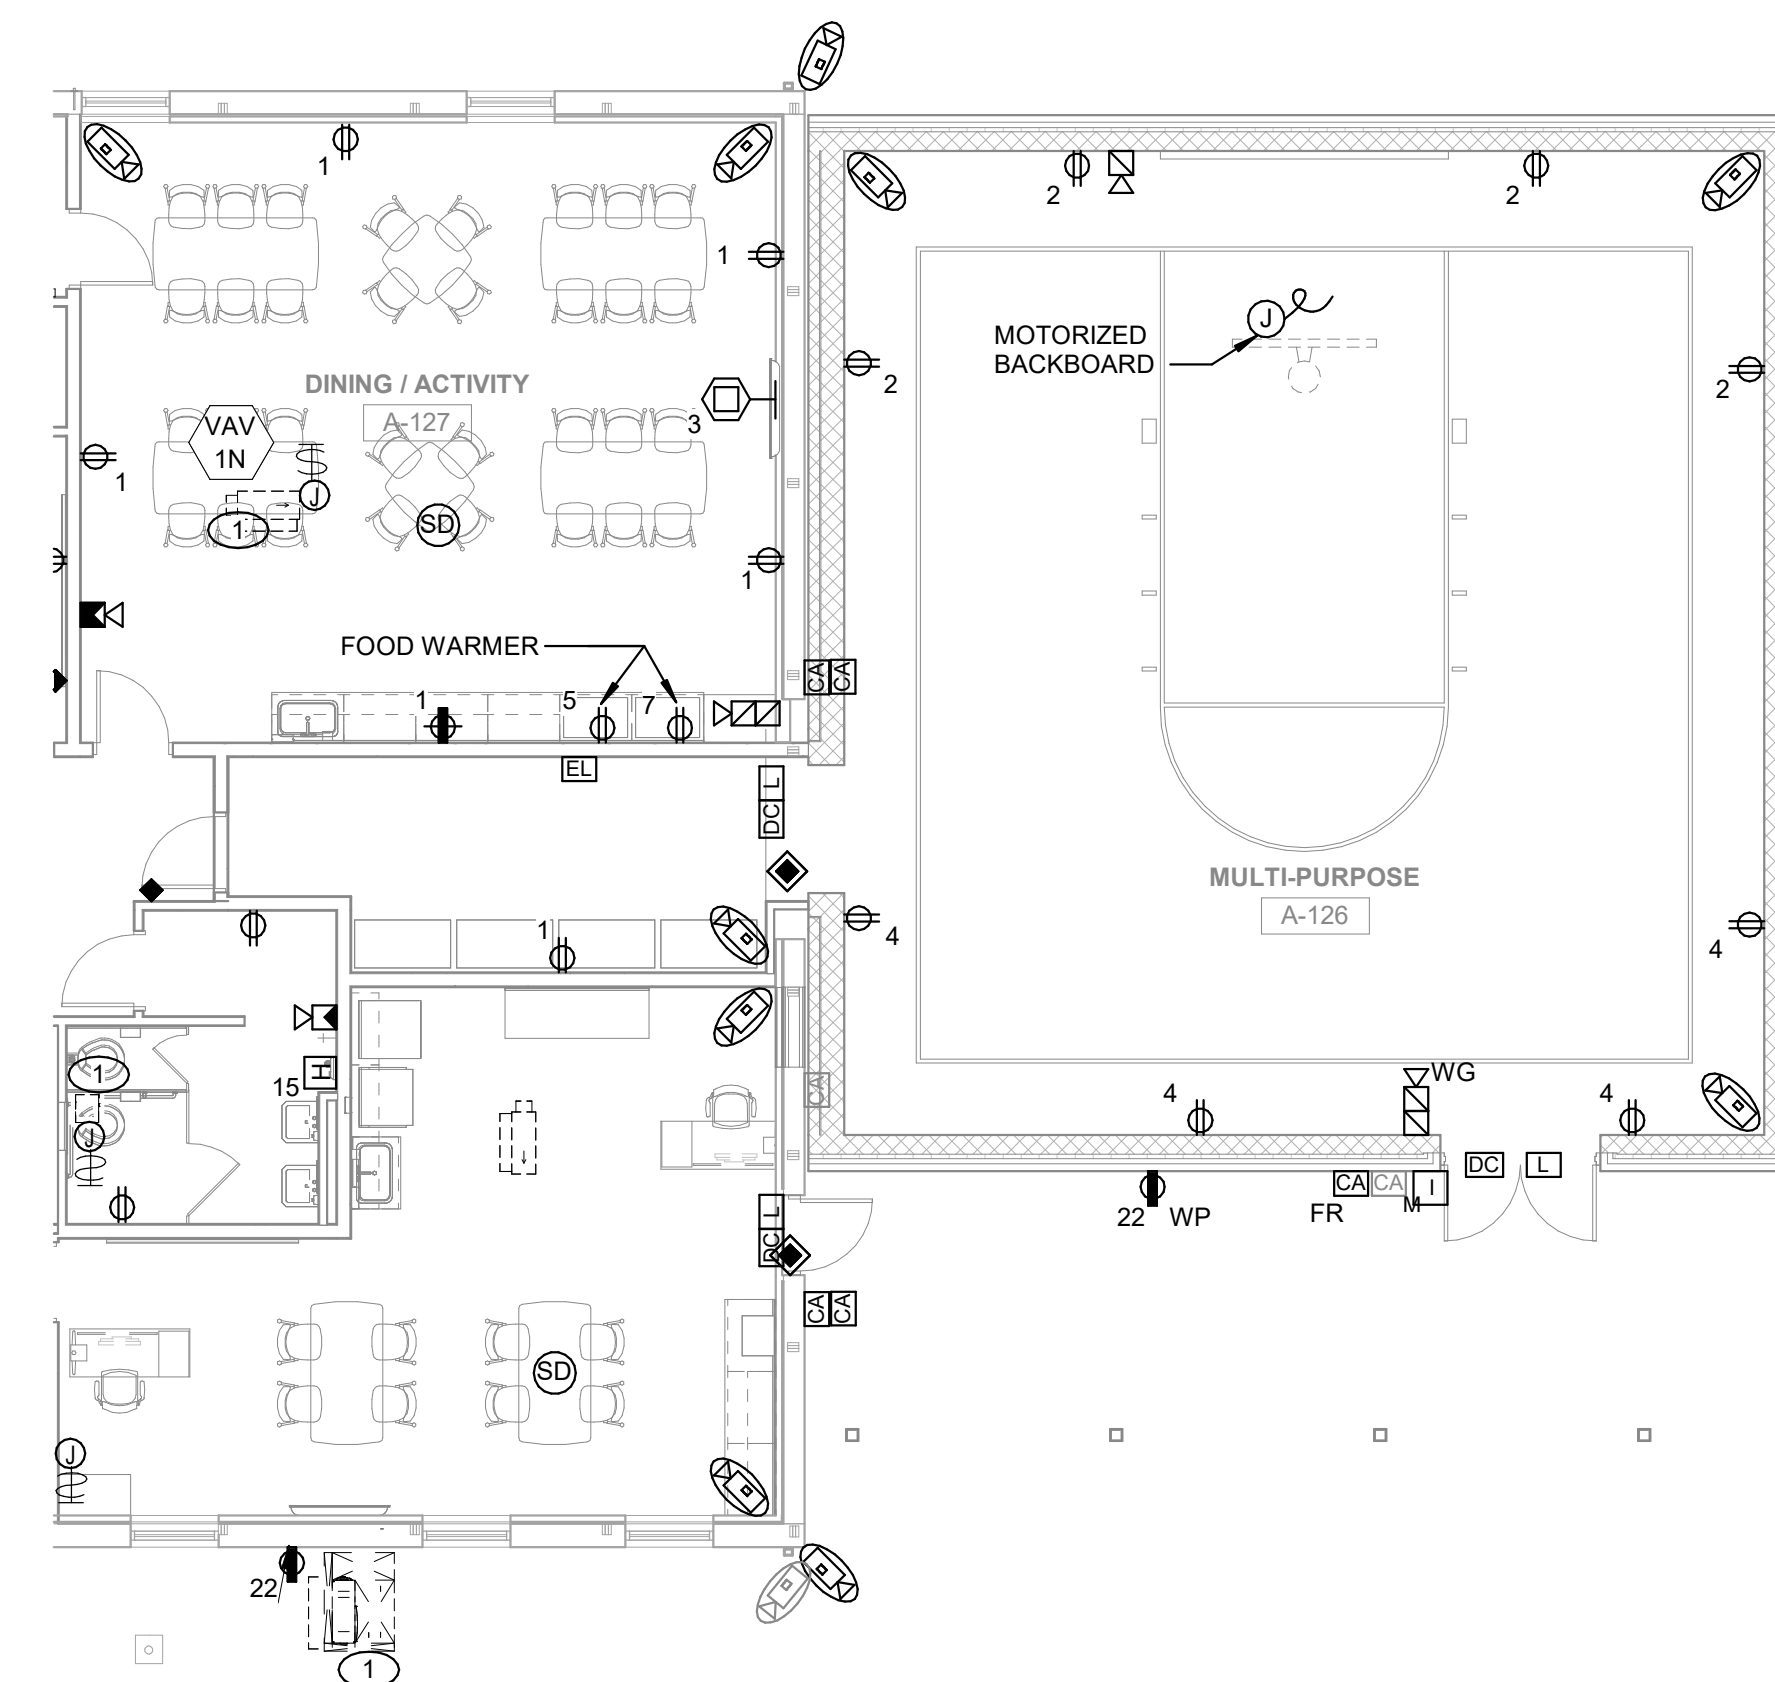 1
2
2
1
MOTORIZED
BACKBOARD
J
2
2
DINING / ACTIVITY
A-127
3
VAV
1N
1
J
1
SD
1
FOOD WARMER
1
5
7
CA
CA
EL
L
DC
MULTI-PURPOSE
A-126
1
4
4
1
15
H
J
CA
4
WG
4
DC
L
CA
CA
I
M
FR
22
WP
L
DC
CA
CA
SD
J
22
1